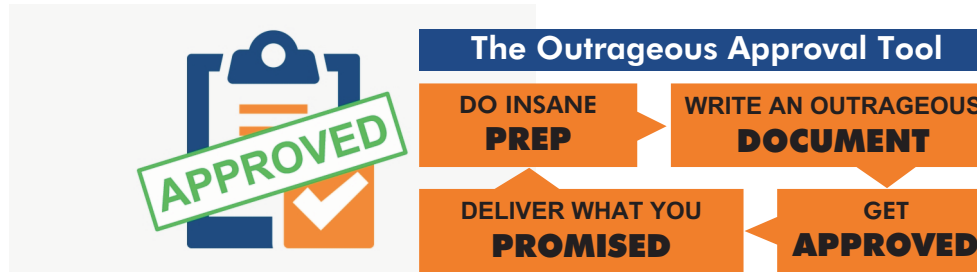 APPROVED
The Outrageous Approval Tool
DO INSANE
PREP
WRITE AN OUTRAGEOUS
DOCUMENT
DELIVER WHAT YOU
PROMISED
GET
APPROVED